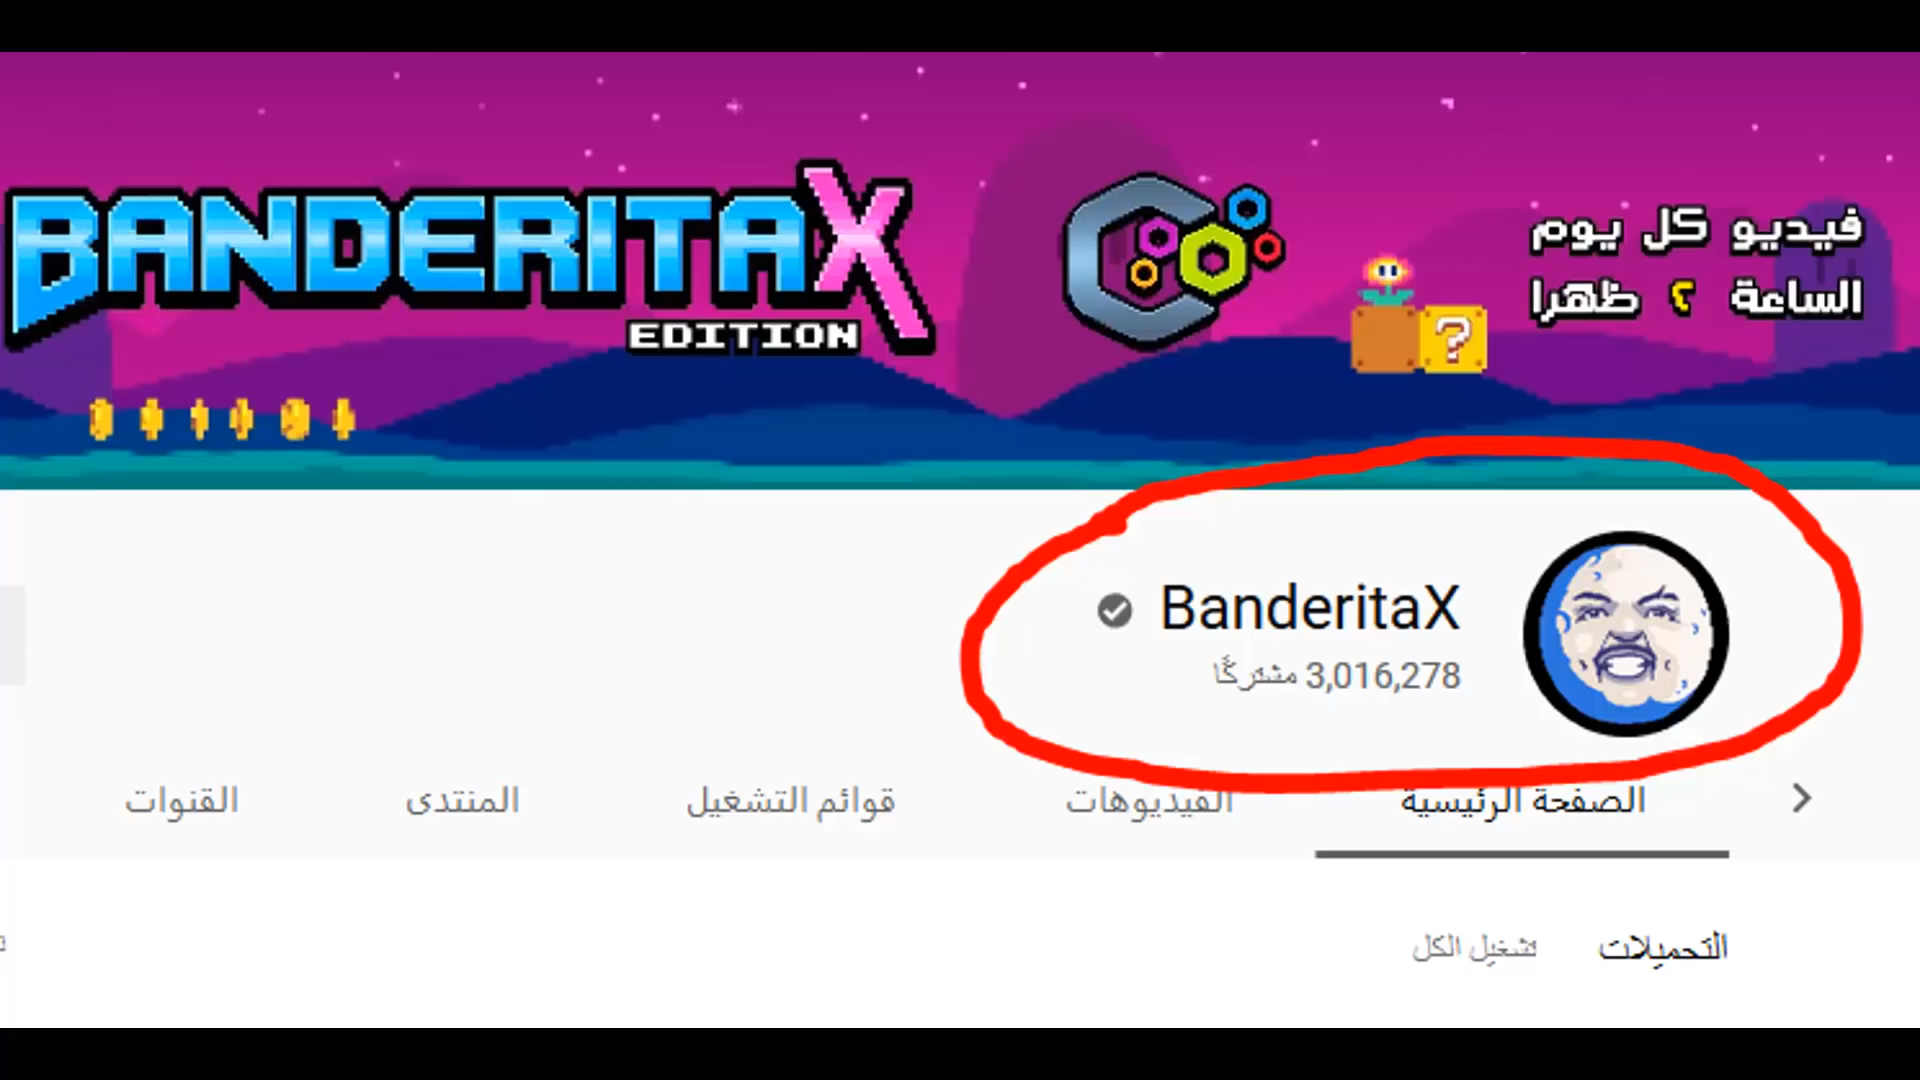 BANDERITAX
EDITION
فيديو كل يوم
الساعة ٢ ظهرا
?
BanderitaX
3,016,278 مشتركًا
الصفحة الرئيسية
الفيديوهات
قوائم التشغيل
المنتدى
القنوات
التحميلات
تشغيل الكل